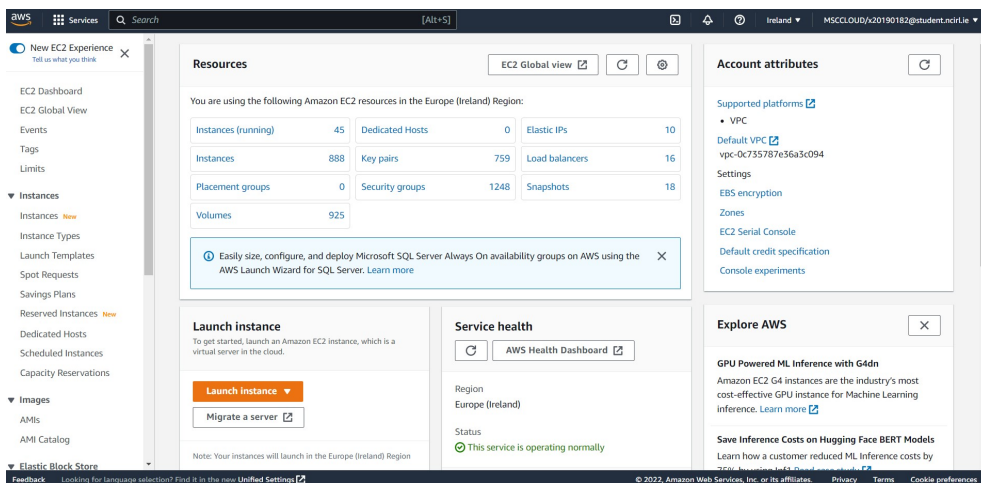 aws
Services
Search
[Alt+S]
Ireland
MSCCLOUD/x20190182@student.ncirl.ie
New EC2 Experience
Tell us what you think
EC2 Dashboard
EC2 Global View
Events
Tags
Limits
Instances
Instances New
Instance Types
Launch Templates
Spot Requests
Savings Plans
Reserved Instances New
Dedicated Hosts
Scheduled Instances
Capacity Reservations
Images
AMIs
AMI Catalog
Elastic Block Store
Resources
EC2 Global view
You are using the following Amazon EC2 resources in the Europe (Ireland) Region:
Instances (running) 45
Dedicated Hosts 0
Elastic IPs 10
Instances 888
Key pairs 759
Load balancers 16
Placement groups 0
Security groups 1248
Snapshots 18
Volumes 925
Easily size, configure, and deploy Microsoft SQL Server Always On availability groups on AWS using the
AWS Launch Wizard for SQL Server. Learn more
Launch instance
To get started, launch an Amazon EC2 instance, which is a
virtual server in the cloud.
Launch instance
Migrate a server
Note: Your instances will launch in the Europe (Ireland) Region
Service health
AWS Health Dashboard
Region
Europe (Ireland)
Status
This service is operating normally
Account attributes
Supported platforms
• VPC
Default VPC
vpc-0c735787e36a3c094
Settings
EBS encryption
Zones
EC2 Serial Console
Default credit specification
Console experiments
Explore AWS
GPU Powered ML Inference with G4dn
Amazon EC2 G4 instances are the industry's most
cost-effective GPU instance for Machine Learning
inference. Learn more
Save Inference Costs on Hugging Face BERT Models
Learn how a customer reduced ML Inference costs by
75% by using Inf1 Read case study
Feedback
Looking for language selection? Find it in the new Unified Settings
© 2022, Amazon Web Services, Inc. or its affiliates.
Privacy
Terms
Cookie preferences